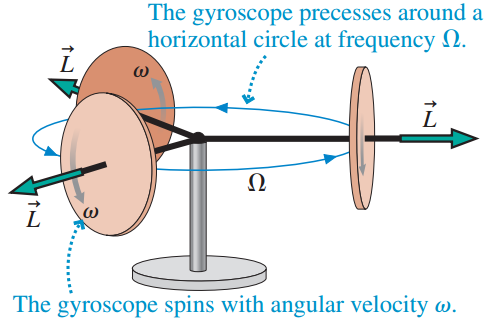 The gyroscope precesses around a
horizontal circle at frequency Ω.
L⃗
ω
L⃗
Ω
L⃗
ω
The gyroscope spins with angular velocity ω.